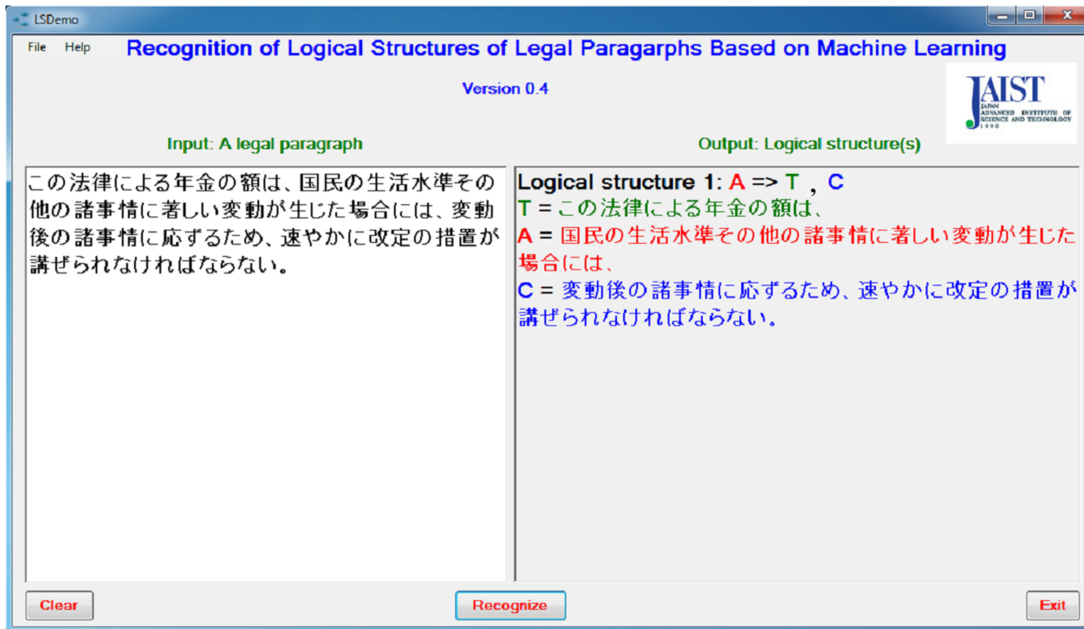 LSDemo
File Help
Recognition of Logical Structures of Legal Paragarphs Based on Machine Learning
Version 0.4
JAIST
JAPAN
ADVANCED INSTITUTE OF
SCIENCE AND TECHNOLOGY
1990
Input: A legal paragraph
Output: Logical structure(s)
この法律による年金の額は、国民の生活水準その
他の諸事情に著しい変動が生じた場合には、変動
後の諸事情に応ずるため、速やかに改定の措置が
講ぜられなければならない。
Logical structure 1: A => T , C
T = この法律による年金の額は、
A = 国民の生活水準その他の諸事情に著しい変動が生じた
場合には、
C = 変動後の諸事情に応ずるため、速やかに改定の措置が
講ぜられなければならない。
Clear
Recognize
Exit